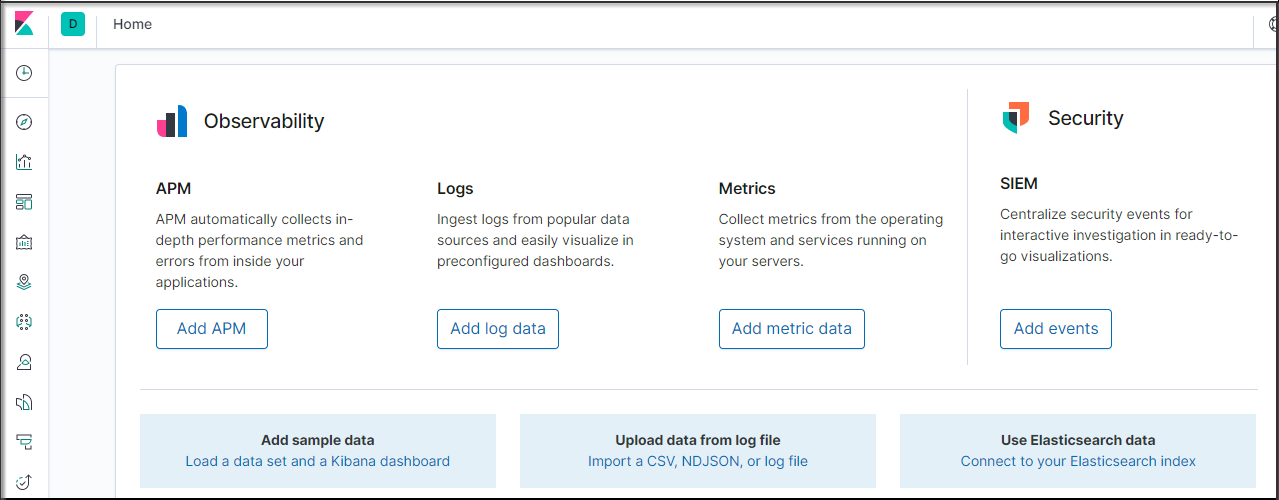 D
Home
Observability
Security
APM
APM automatically collects in-
depth performance metrics and
errors from inside your
applications.
Add APM
Logs
Ingest logs from popular data
sources and easily visualize in
preconfigured dashboards.
Add log data
Metrics
Collect metrics from the operating
system and services running on
your servers.
Add metric data
SIEM
Centralize security events for
interactive investigation in ready-to-
go visualizations.
Add events
Add sample data
Load a data set and a Kibana dashboard
Upload data from log file
Import a CSV, NDJSON, or log file
Use Elasticsearch data
Connect to your Elasticsearch index